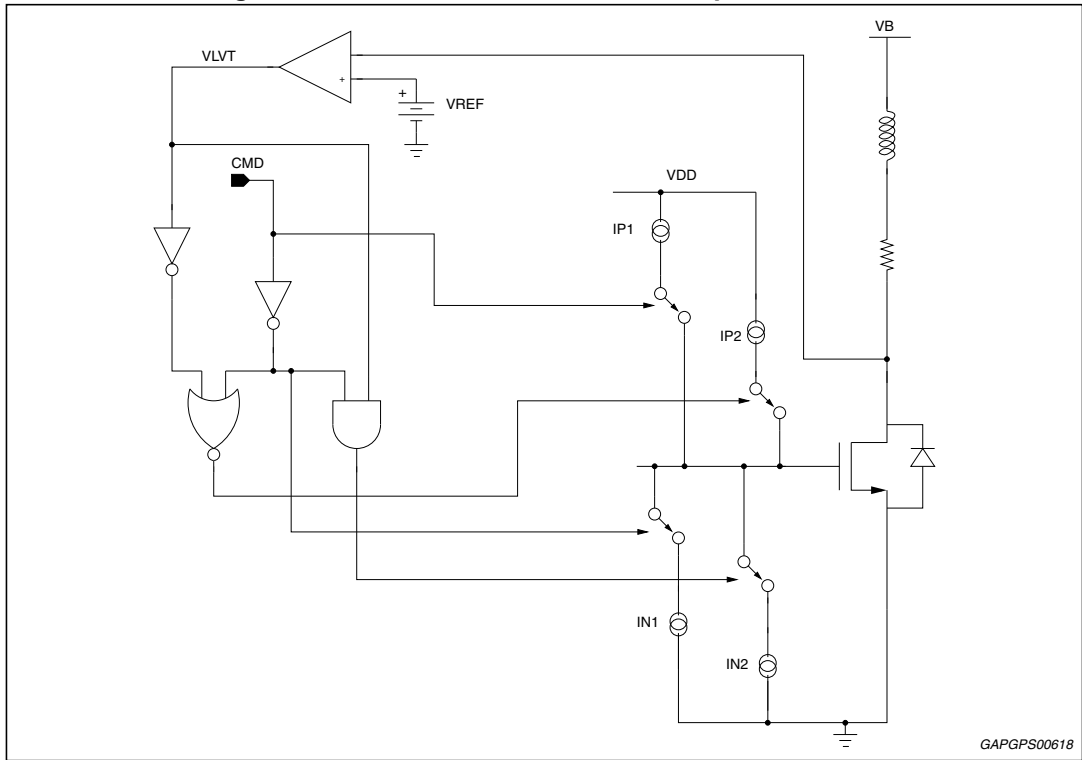 VB
VLVT
+
+
VREF
CMD
VDD
IP1
IP2
IN1
IN2
GAPGPS00618